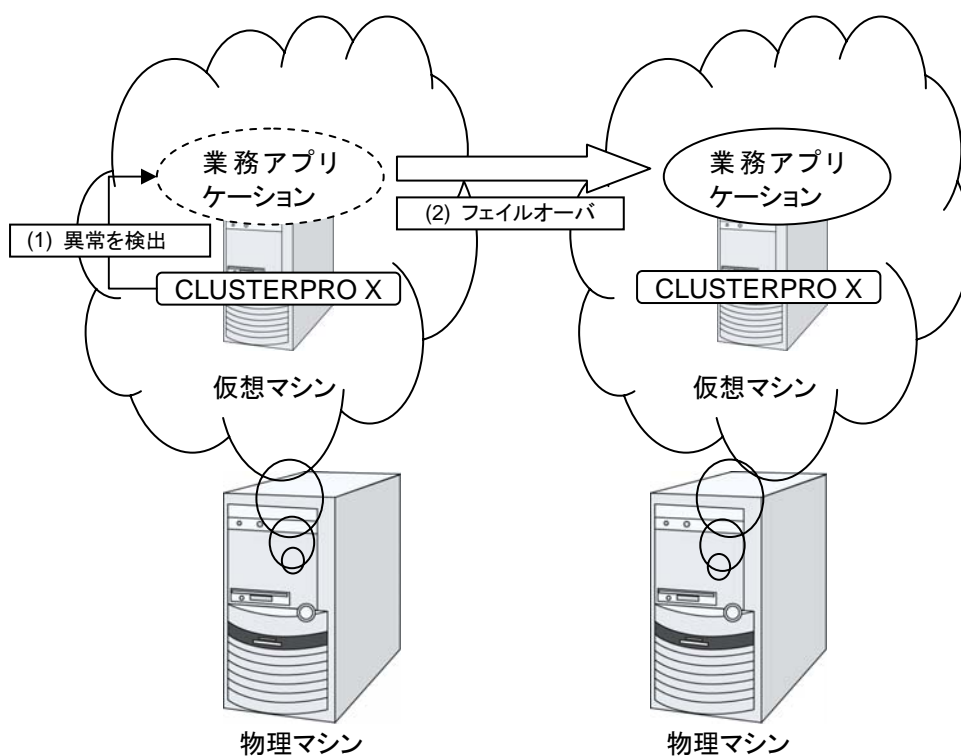 業務アプリ
ケーション
業務アプリ
ケーション
(2) フェイルオーバ
(1) 異常を検出
CLUSTERPRO X
CLUSTERPRO X
仮想マシン
仮想マシン
物理マシン
物理マシン